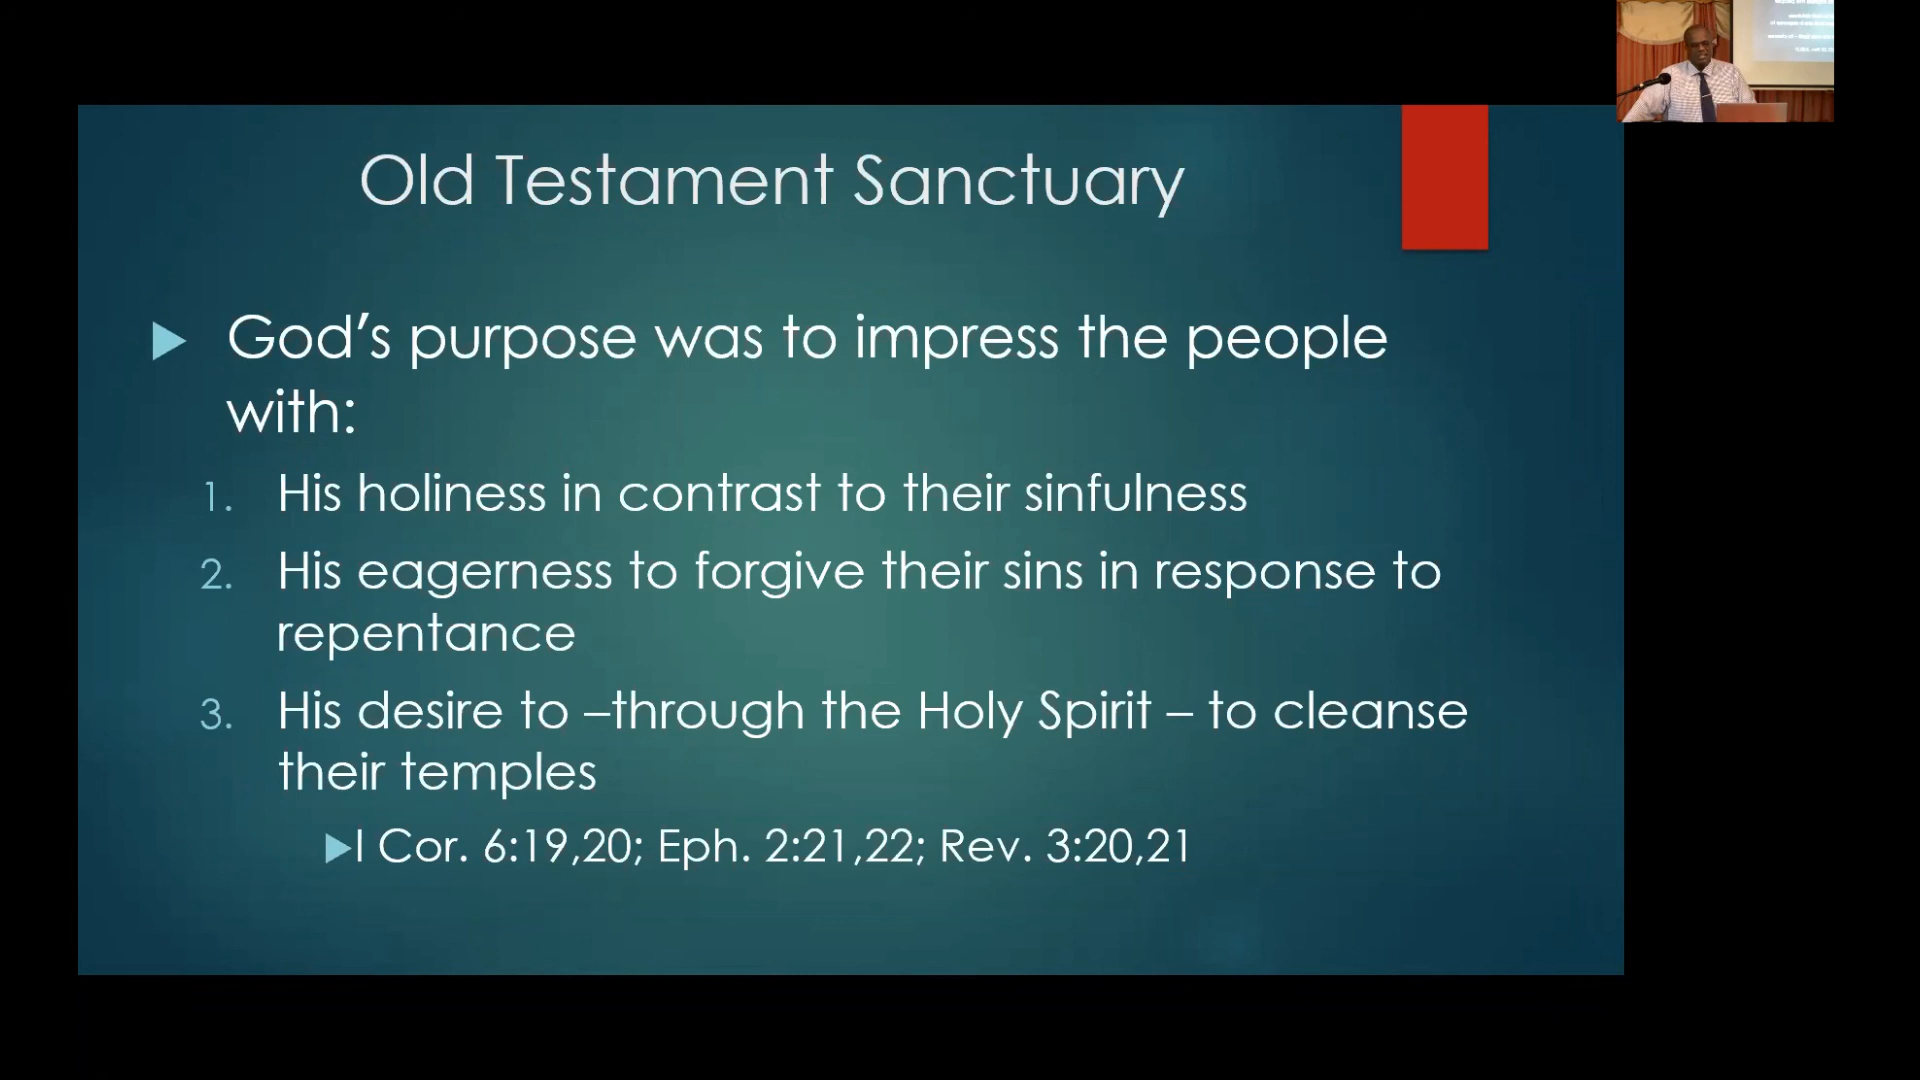 Old Testament Sanctuary
God's purpose was to impress the people
with:
1. His holiness in contrast to their sinfulness
2. His eagerness to forgive their sins in response to
repentance
3. His desire to –through the Holy Spirit – to cleanse
their temples
I Cor. 6:19,20; Eph. 2:21,22; Rev. 3:20,21